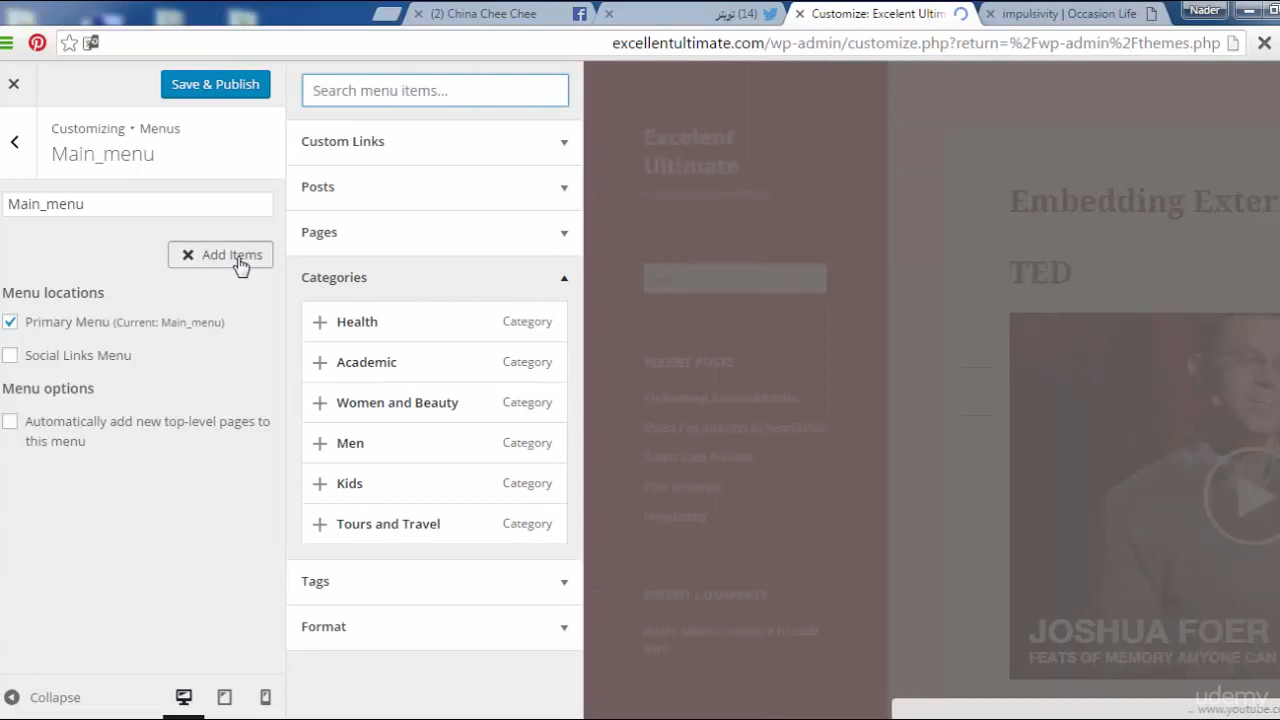 (2) China Chee Chee
(14) تويتر
Customize: Excelent Ultim
impulsivity | Occasion Life
Nader
excellentultimate.com/wp-admin/customize.php?return=%2Fwp-admin%2Fthemes.php
Save & Publish
Customizing • Menus
Main_menu
Main_menu
Add Items
Menu locations
Primary Menu (Current: Main_menu)
Social Links Menu
Menu options
Automatically add new top-level pages to
this menu
Collapse
Search menu items...
Custom Links
Posts
Pages
Categories
Health Category
Academic Category
Women and Beauty Category
Men Category
Kids Category
Tours and Travel Category
Tags
Format
Excelent
Ultimate
RECENT POSTS
RECENT COMMENTS
Embedding Exter
TED
JOSHUA FOER
FEATS OF MEMORY ANYONE CAN
udemy
www.youtube.c